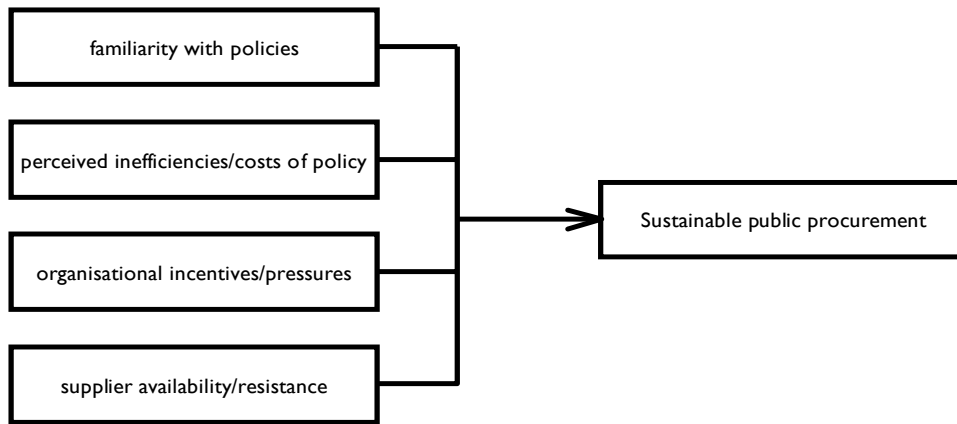 familiarity with policies
perceived inefficiencies/costs of policy
organisational incentives/pressures
supplier availability/resistance
Sustainable public procurement